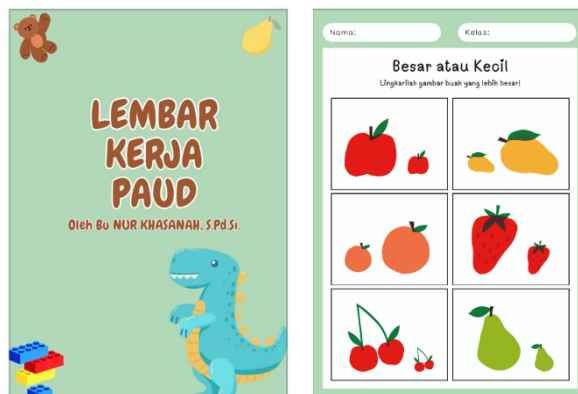 LEMBAR
KERJA
PAUD
Oleh Bu NUR KHASANAH. S.Pd.Si.
Nama:
Kelas:
Besar atau Kecil
Lingkarilah gambar buah yang lebih besar!